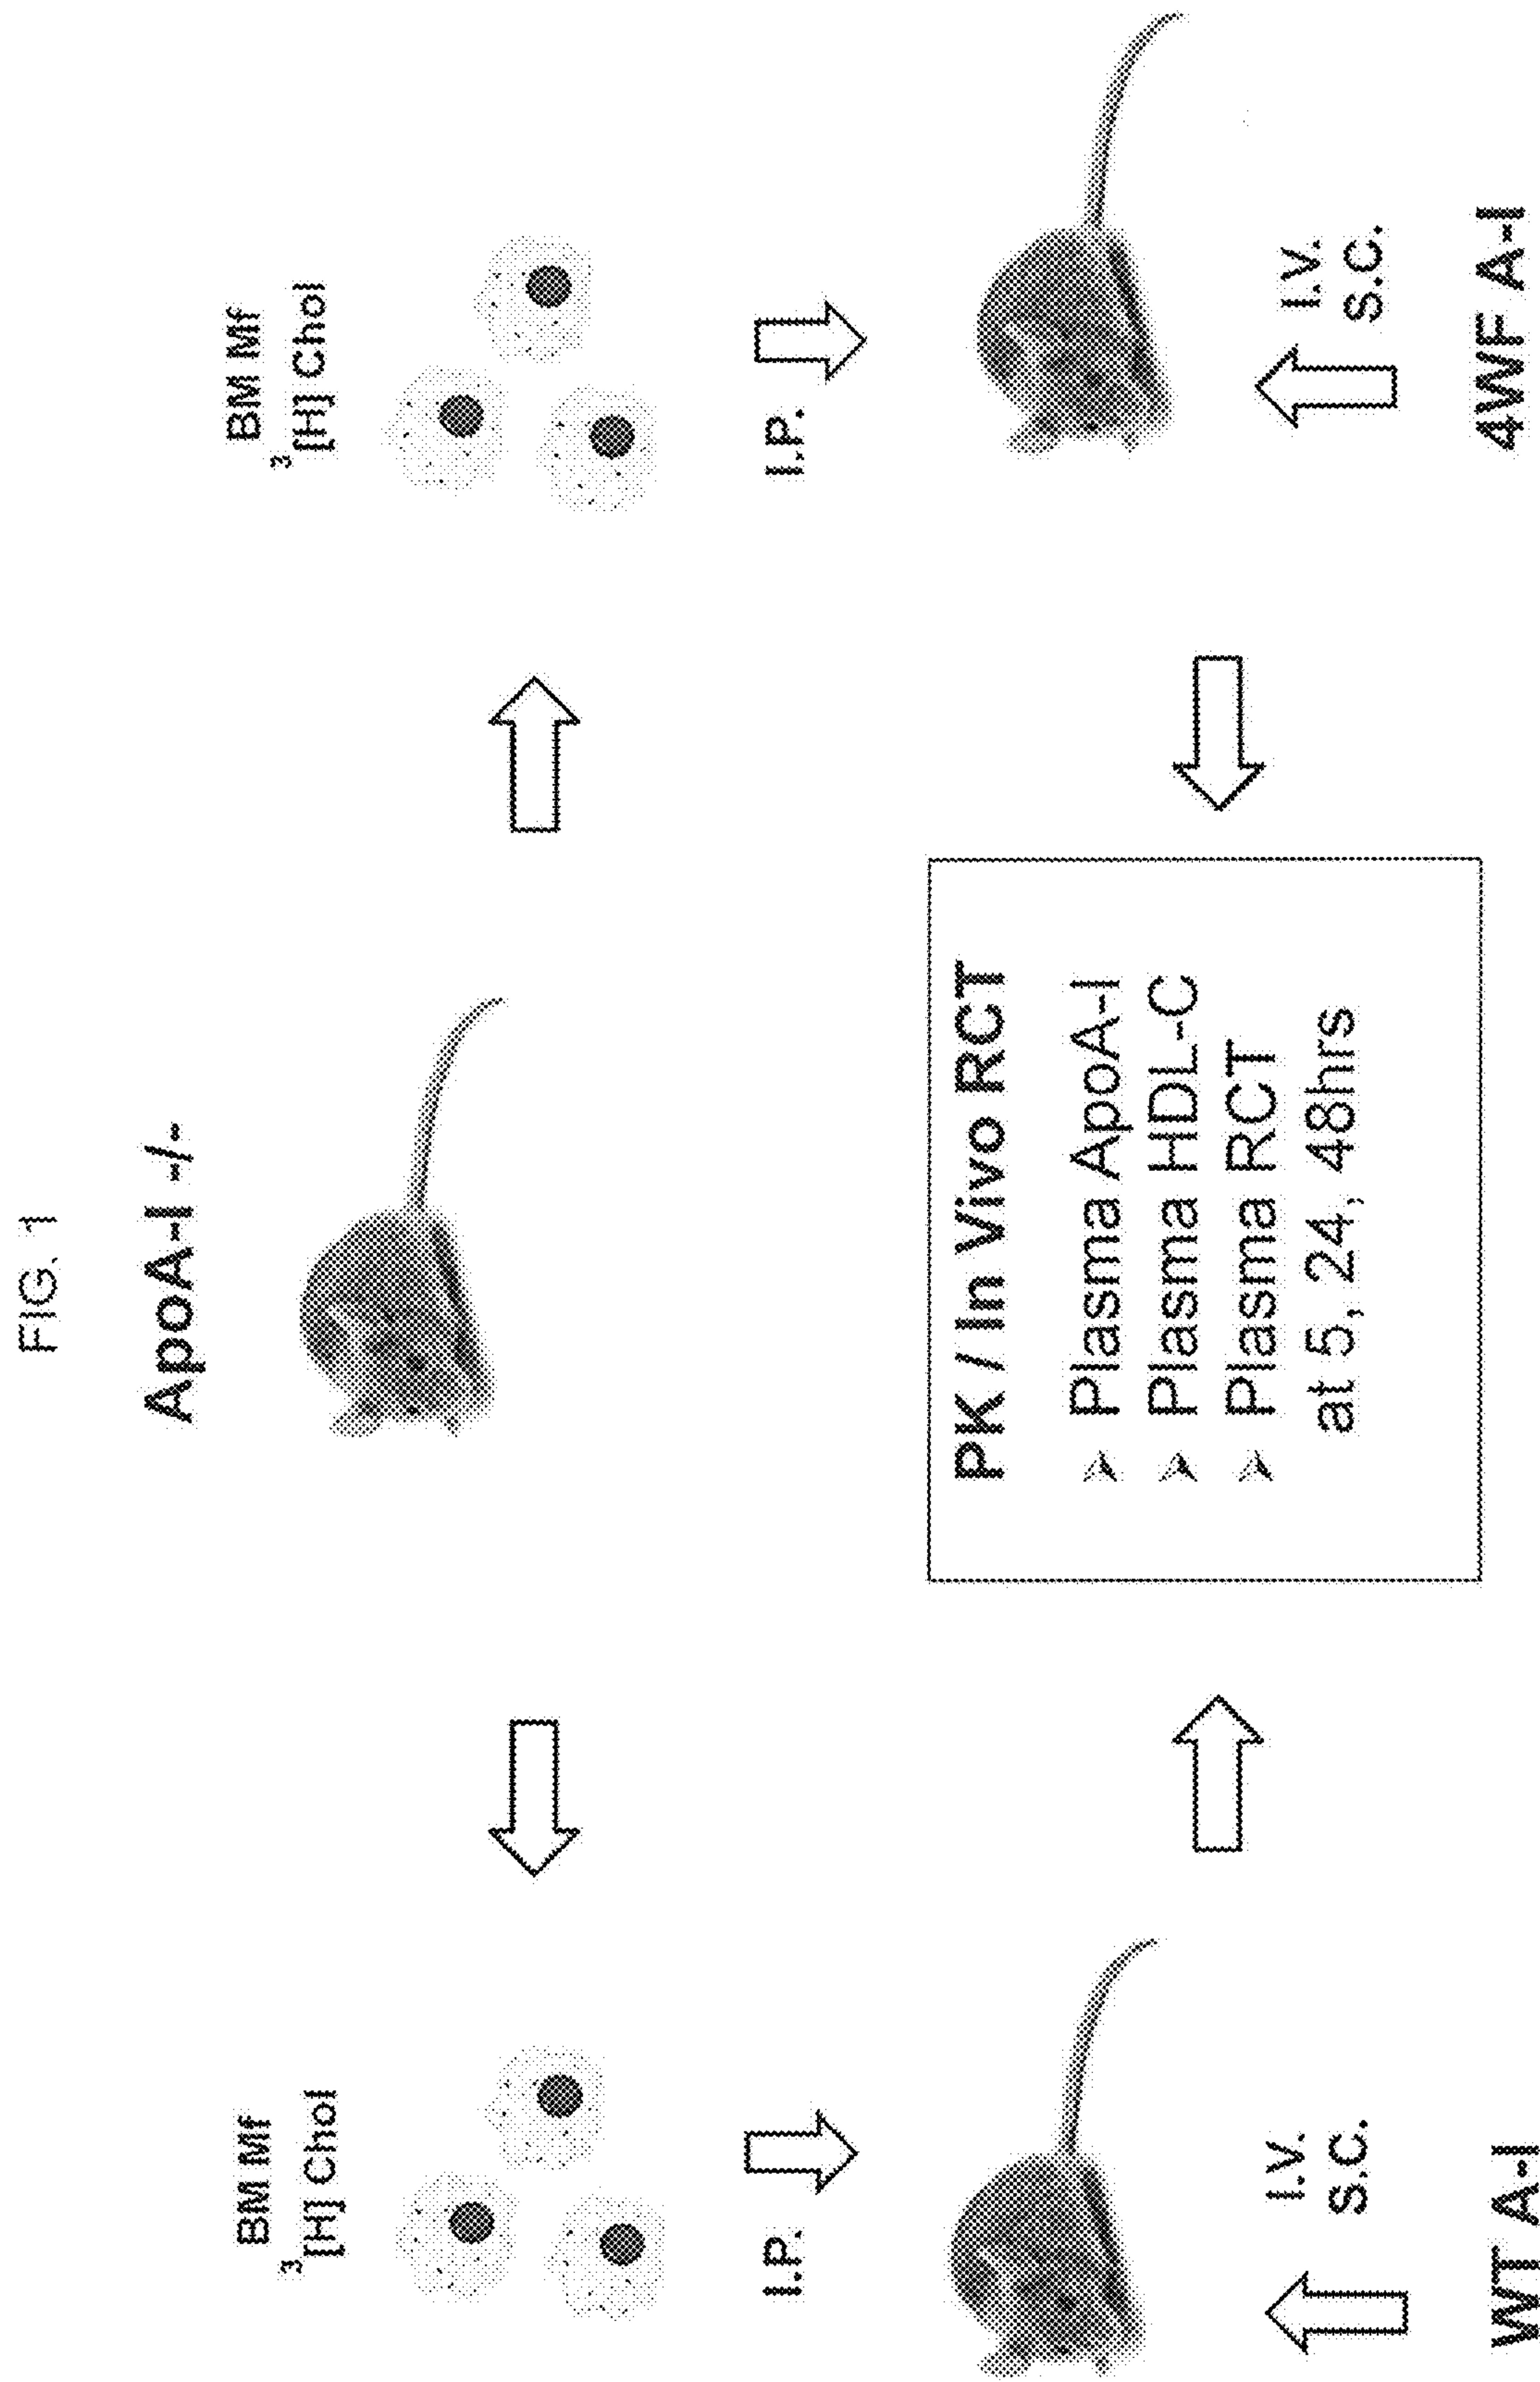 FIG. 1
ApoA-I -/-
BM Mf
³[H] Chol
BM Mf
³[H] Chol
I.P.
I.P.
PK / In Vivo RCT
➢ Plasma ApoA-I
➢ Plasma HDL-C
➢ Plasma RCT
at 5, 24, 48hrs
I.V.
S.C.
WT A-I
I.V.
S.C.
4WF A-I